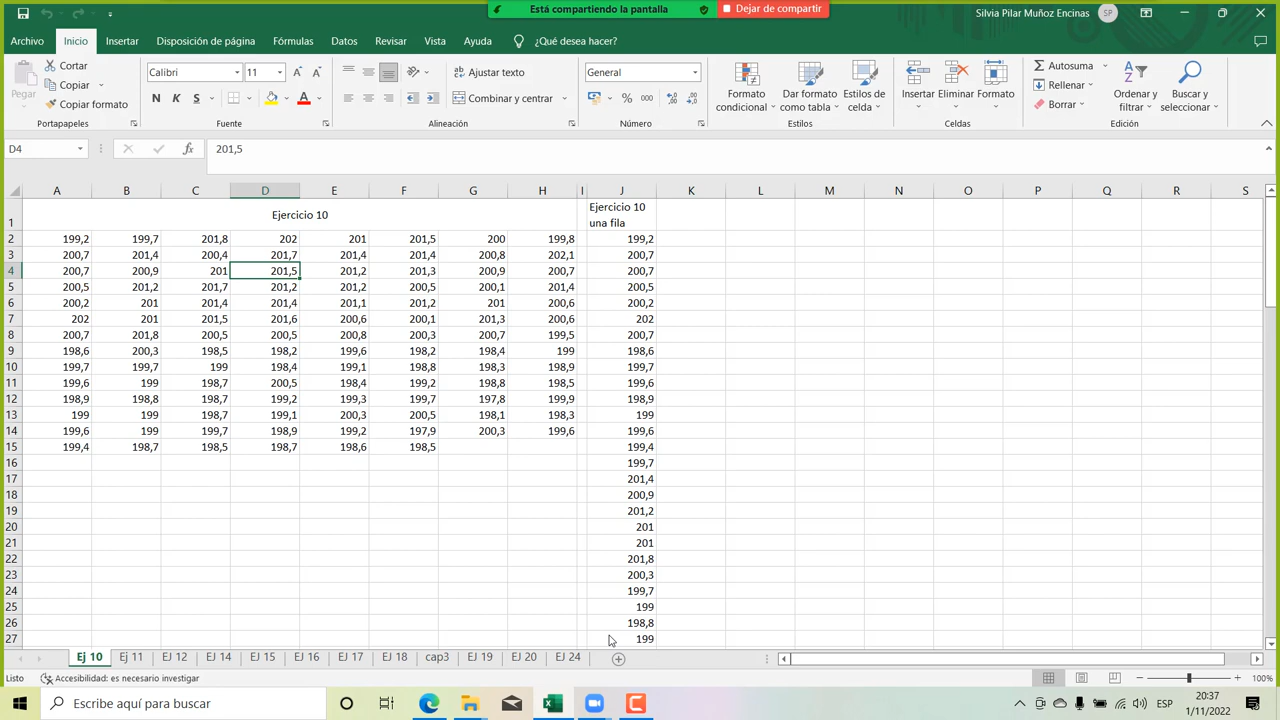 Está compartiendo la pantalla Dejar de compartir Silvia Pilar Muñoz Encinas SP
Archivo Inicio Insertar Disposición de página Fórmulas Datos Revisar Vista Ayuda ¿Qué desea hacer?
Pegar Cortar Copiar Copiar formato Portapapeles
Calibri 11 N K S A Fuente
Ajustar texto Combinar y centrar Alineación
General % 000 Número
Formato condicional Dar formato como tabla Estilos de celda Estilos
Insertar Eliminar Formato Celdas
Autosuma Rellenar Borrar Ordenar y filtrar Buscar y seleccionar Edición
D4 fx 201,5
A B C D E F G H I J K L M N O P Q R S
1 Ejercicio 10 Ejercicio 10 una fila
2 199,2 199,7 201,8 202 201 201,5 200 199,8 199,2
3 200,7 201,4 200,4 201,7 201,4 201,4 200,8 202,1 200,7
4 200,7 200,9 201 201,5 201,2 201,3 200,9 200,7 200,7
5 200,5 201,2 201,7 201,2 201,2 200,5 200,1 201,4 200,5
6 200,2 201 201,4 201,4 201,1 201,2 201 200,6 200,2
7 202 201 201,5 201,6 200,6 200,1 201,3 200,6 202
8 200,7 201,8 200,5 200,5 200,8 200,3 200,7 199,5 200,7
9 198,6 200,3 198,5 198,2 199,6 198,2 198,4 199 198,6
10 199,7 199,7 199 198,4 199,1 198,8 198,3 198,9 199,7
11 199,6 199 198,7 200,5 198,4 199,2 198,8 198,5 199,6
12 198,9 198,8 198,7 199,2 199,3 199,7 197,8 199,9 198,9
13 199 199 198,7 199,1 200,3 200,5 198,1 198,3 199
14 199,6 199 199,7 198,9 199,2 197,9 200,3 199,6 199,6
15 199,4 198,7 198,5 198,7 198,6 198,5 199,4
16 199,7
17 201,4
18 200,9
19 201,2
20 201
21 201
22 201,8
23 200,3
24 199,7
25 199
26 198,8
27 199
Ej 10 Ej 11 EJ 12 EJ 14 EJ 15 EJ 16 EJ 17 EJ 18 cap3 EJ 19 EJ 20 EJ 24
Listo Accesibilidad: es necesario investigar 100%
Escribe aquí para buscar ESP 20:37
1/11/2022